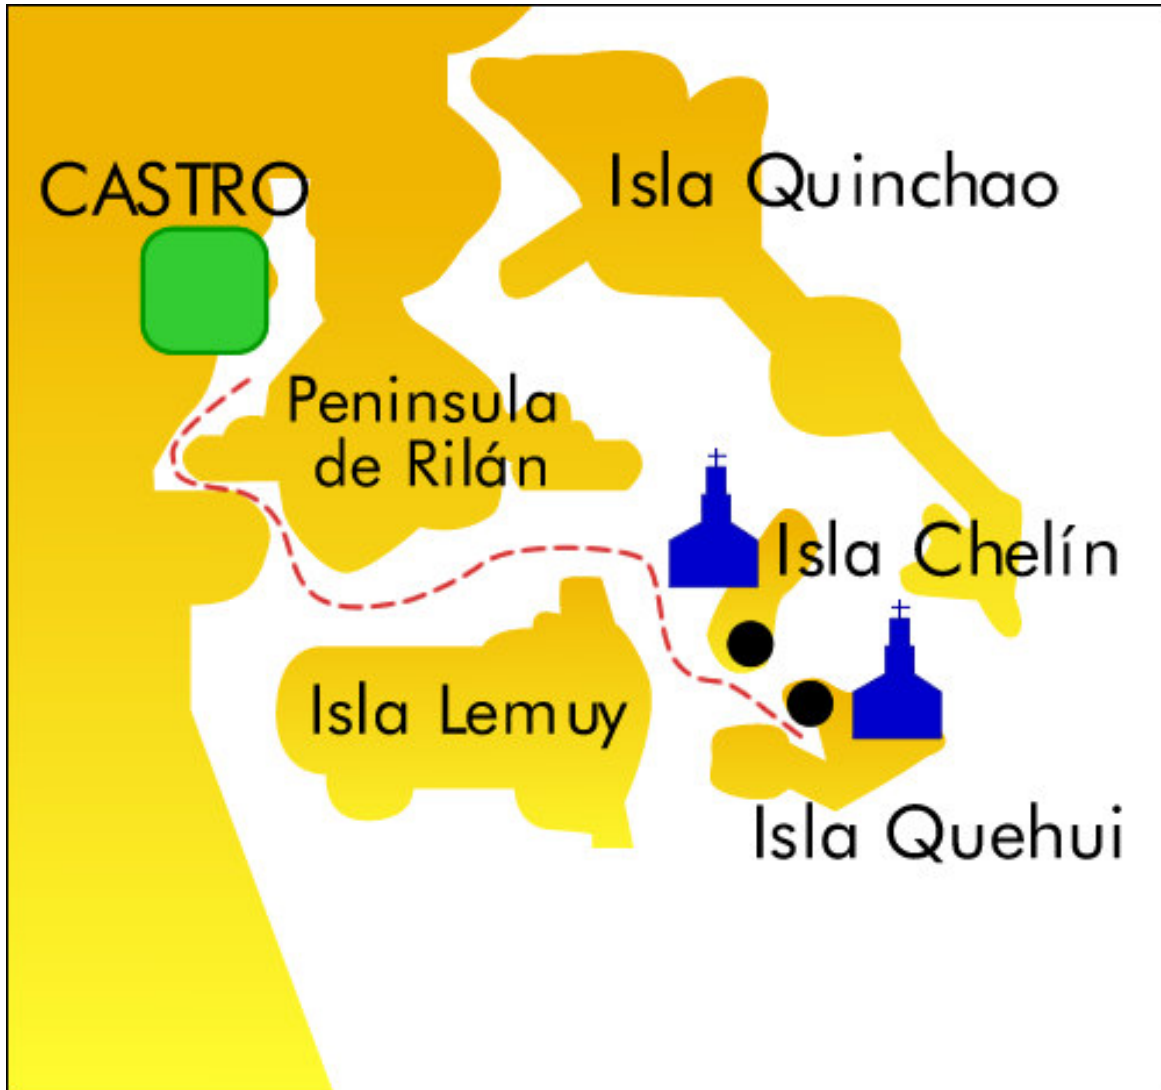 CASTRO
Isla Quinchao
Peninsula
de Rilán
Isla Chelín
Isla Lemuy
Isla Quehui